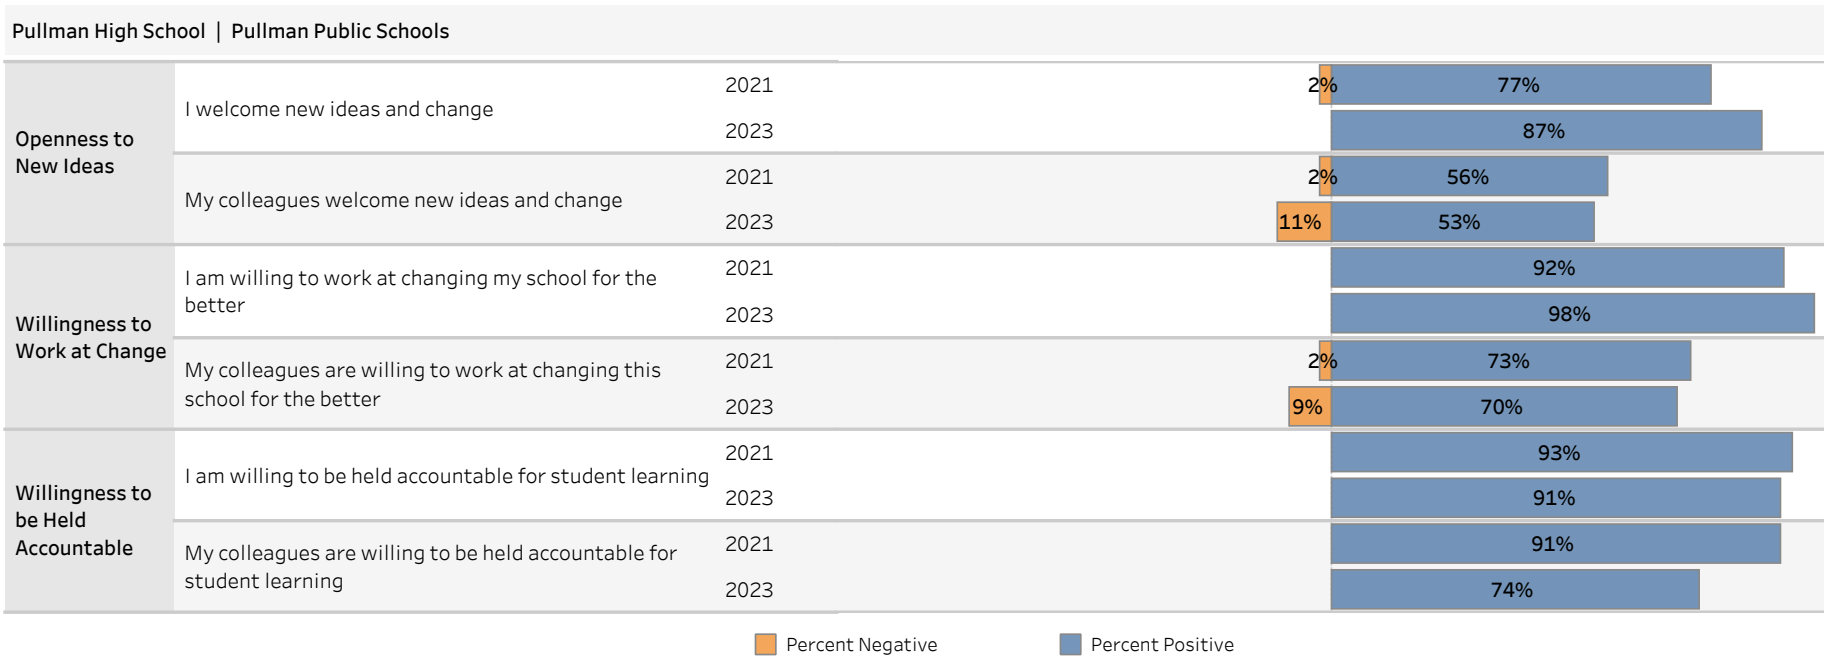 Pullman High School | Pullman Public Schools
Openness to
New Ideas
I welcome new ideas and change
2021
2% 77%
2023
87%
My colleagues welcome new ideas and change
2021
2% 56%
2023
11% 53%
Willingness to
Work at Change
I am willing to work at changing my school for the
better
2021
92%
2023
98%
My colleagues are willing to work at changing this
school for the better
2021
2% 73%
2023
9% 70%
Willingness to
be Held
Accountable
I am willing to be held accountable for student learning
2021
93%
2023
91%
My colleagues are willing to be held accountable for
student learning
2021
91%
2023
74%
Percent Negative
Percent Positive